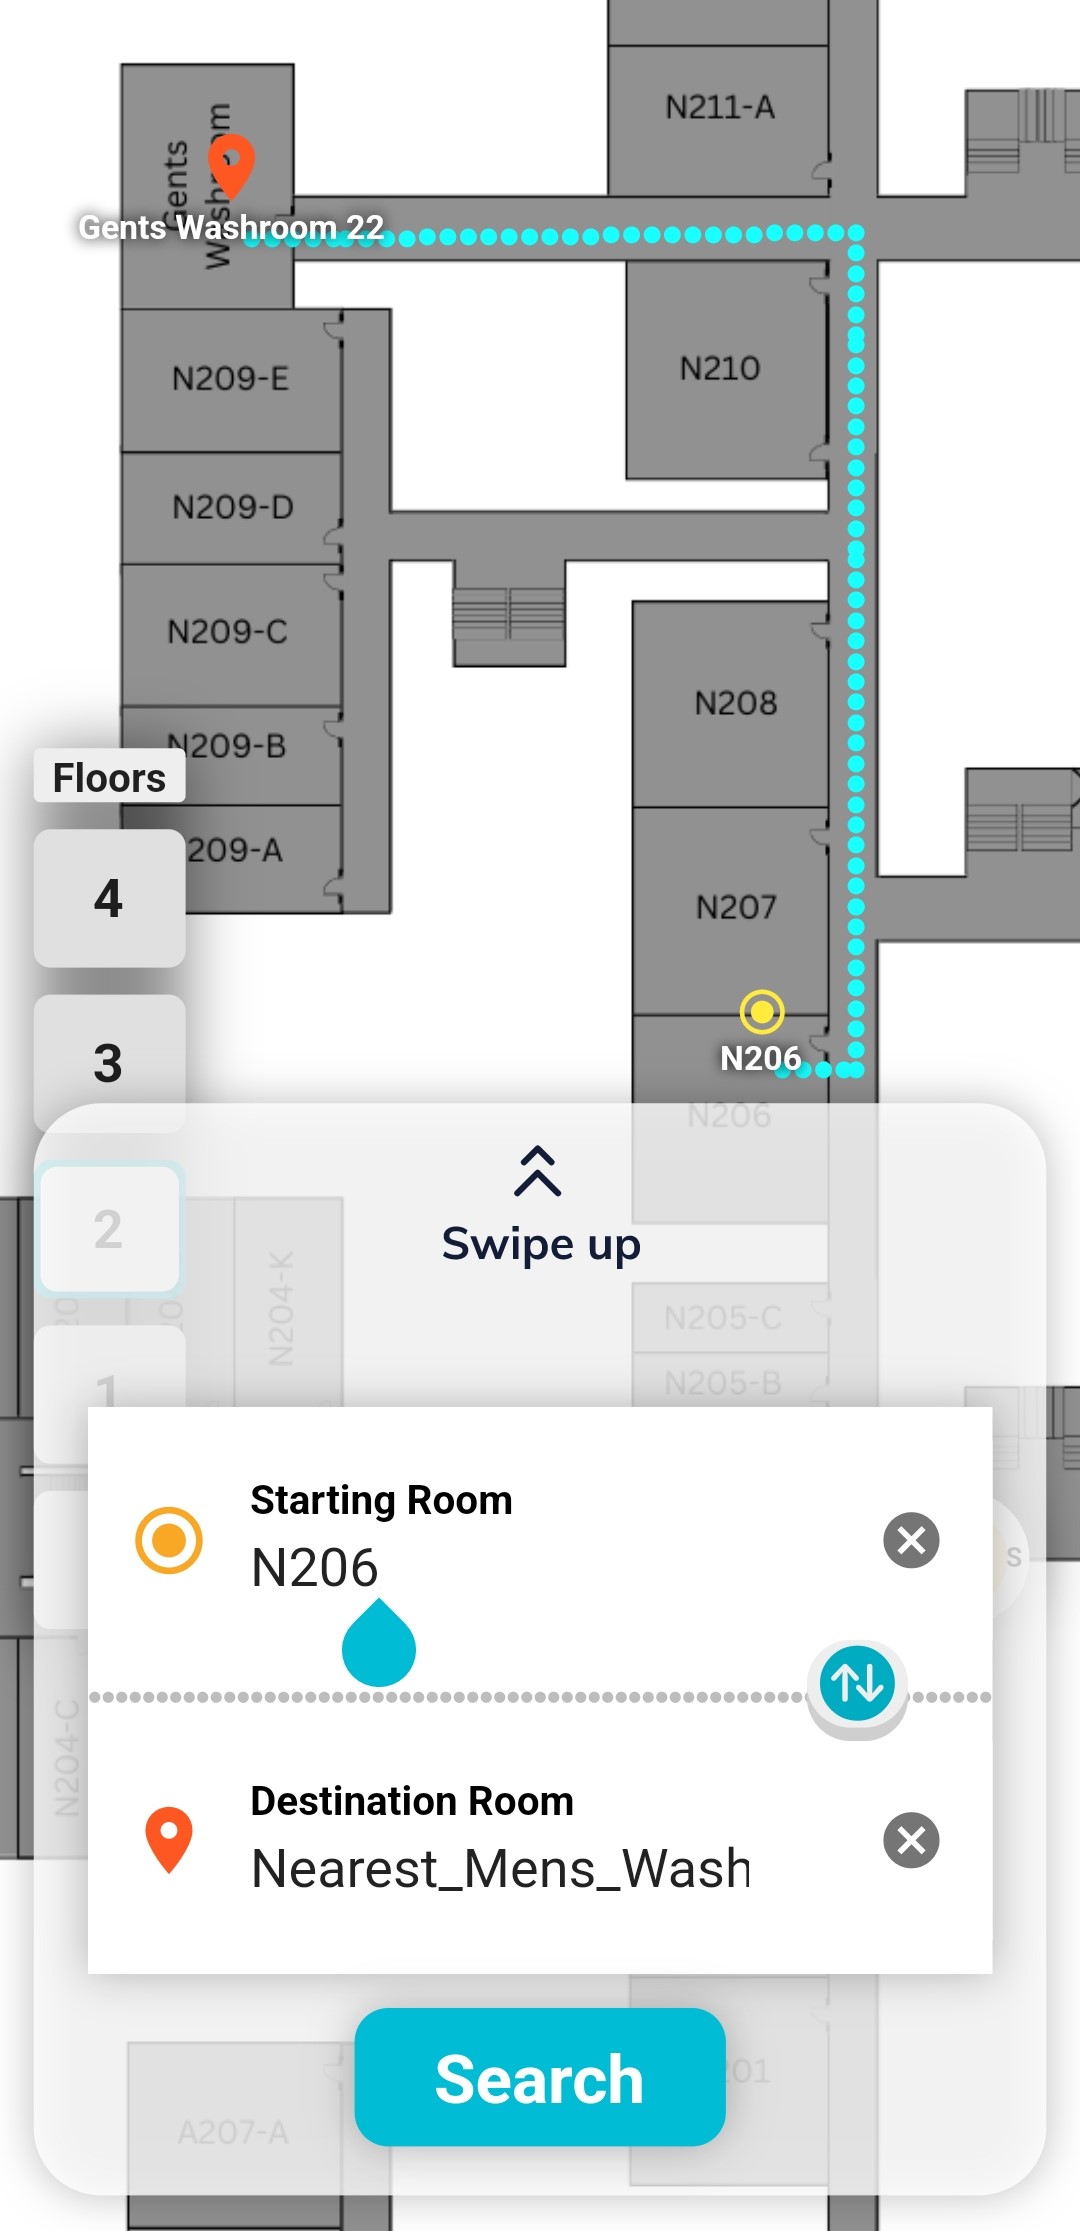 N211-A
Gents
Washroom
Gents Washroom 22
N209-E
N210
N209-D
N209-C
N208
N209-B
Floors
209-A
4
N207
3
N206
N206
Swipe up
2
N204-K
N205-C
N205-B
1
Starting Room
N206
S
N204-C
Destination Room
Nearest_Mens_Wash
Search
201
A207-A